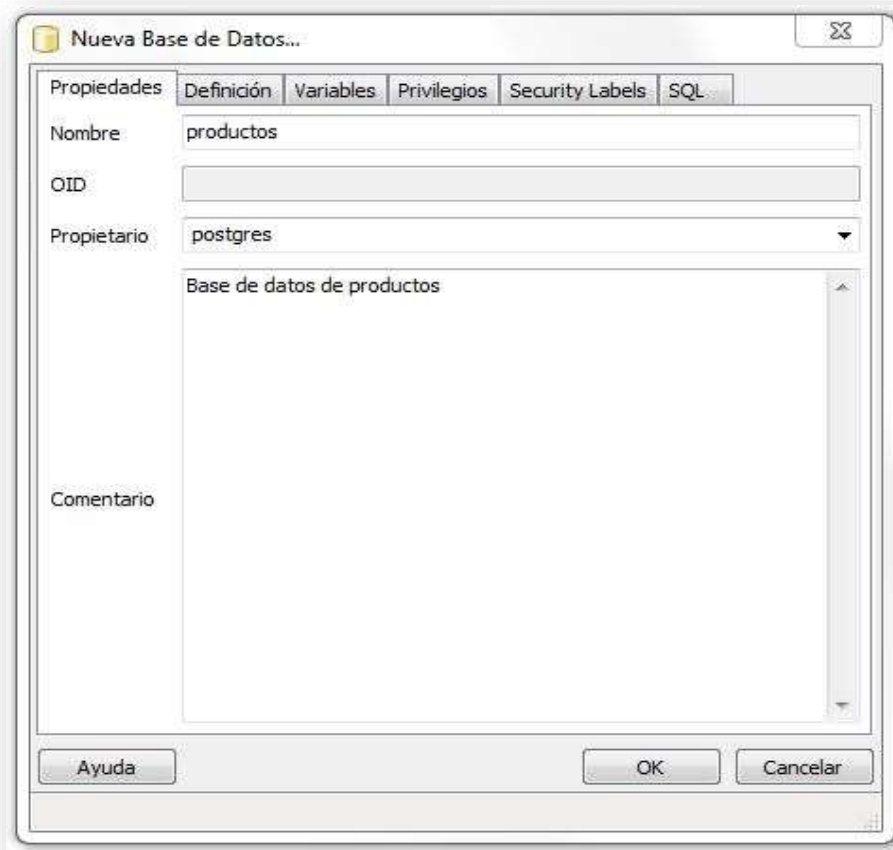 Nueva Base de Datos...
Propiedades Definición Variables Privilegios Security Labels SQL
Nombre productos
OID
Propietario postgres
Base de datos de productos
Comentario
Ayuda OK Cancelar